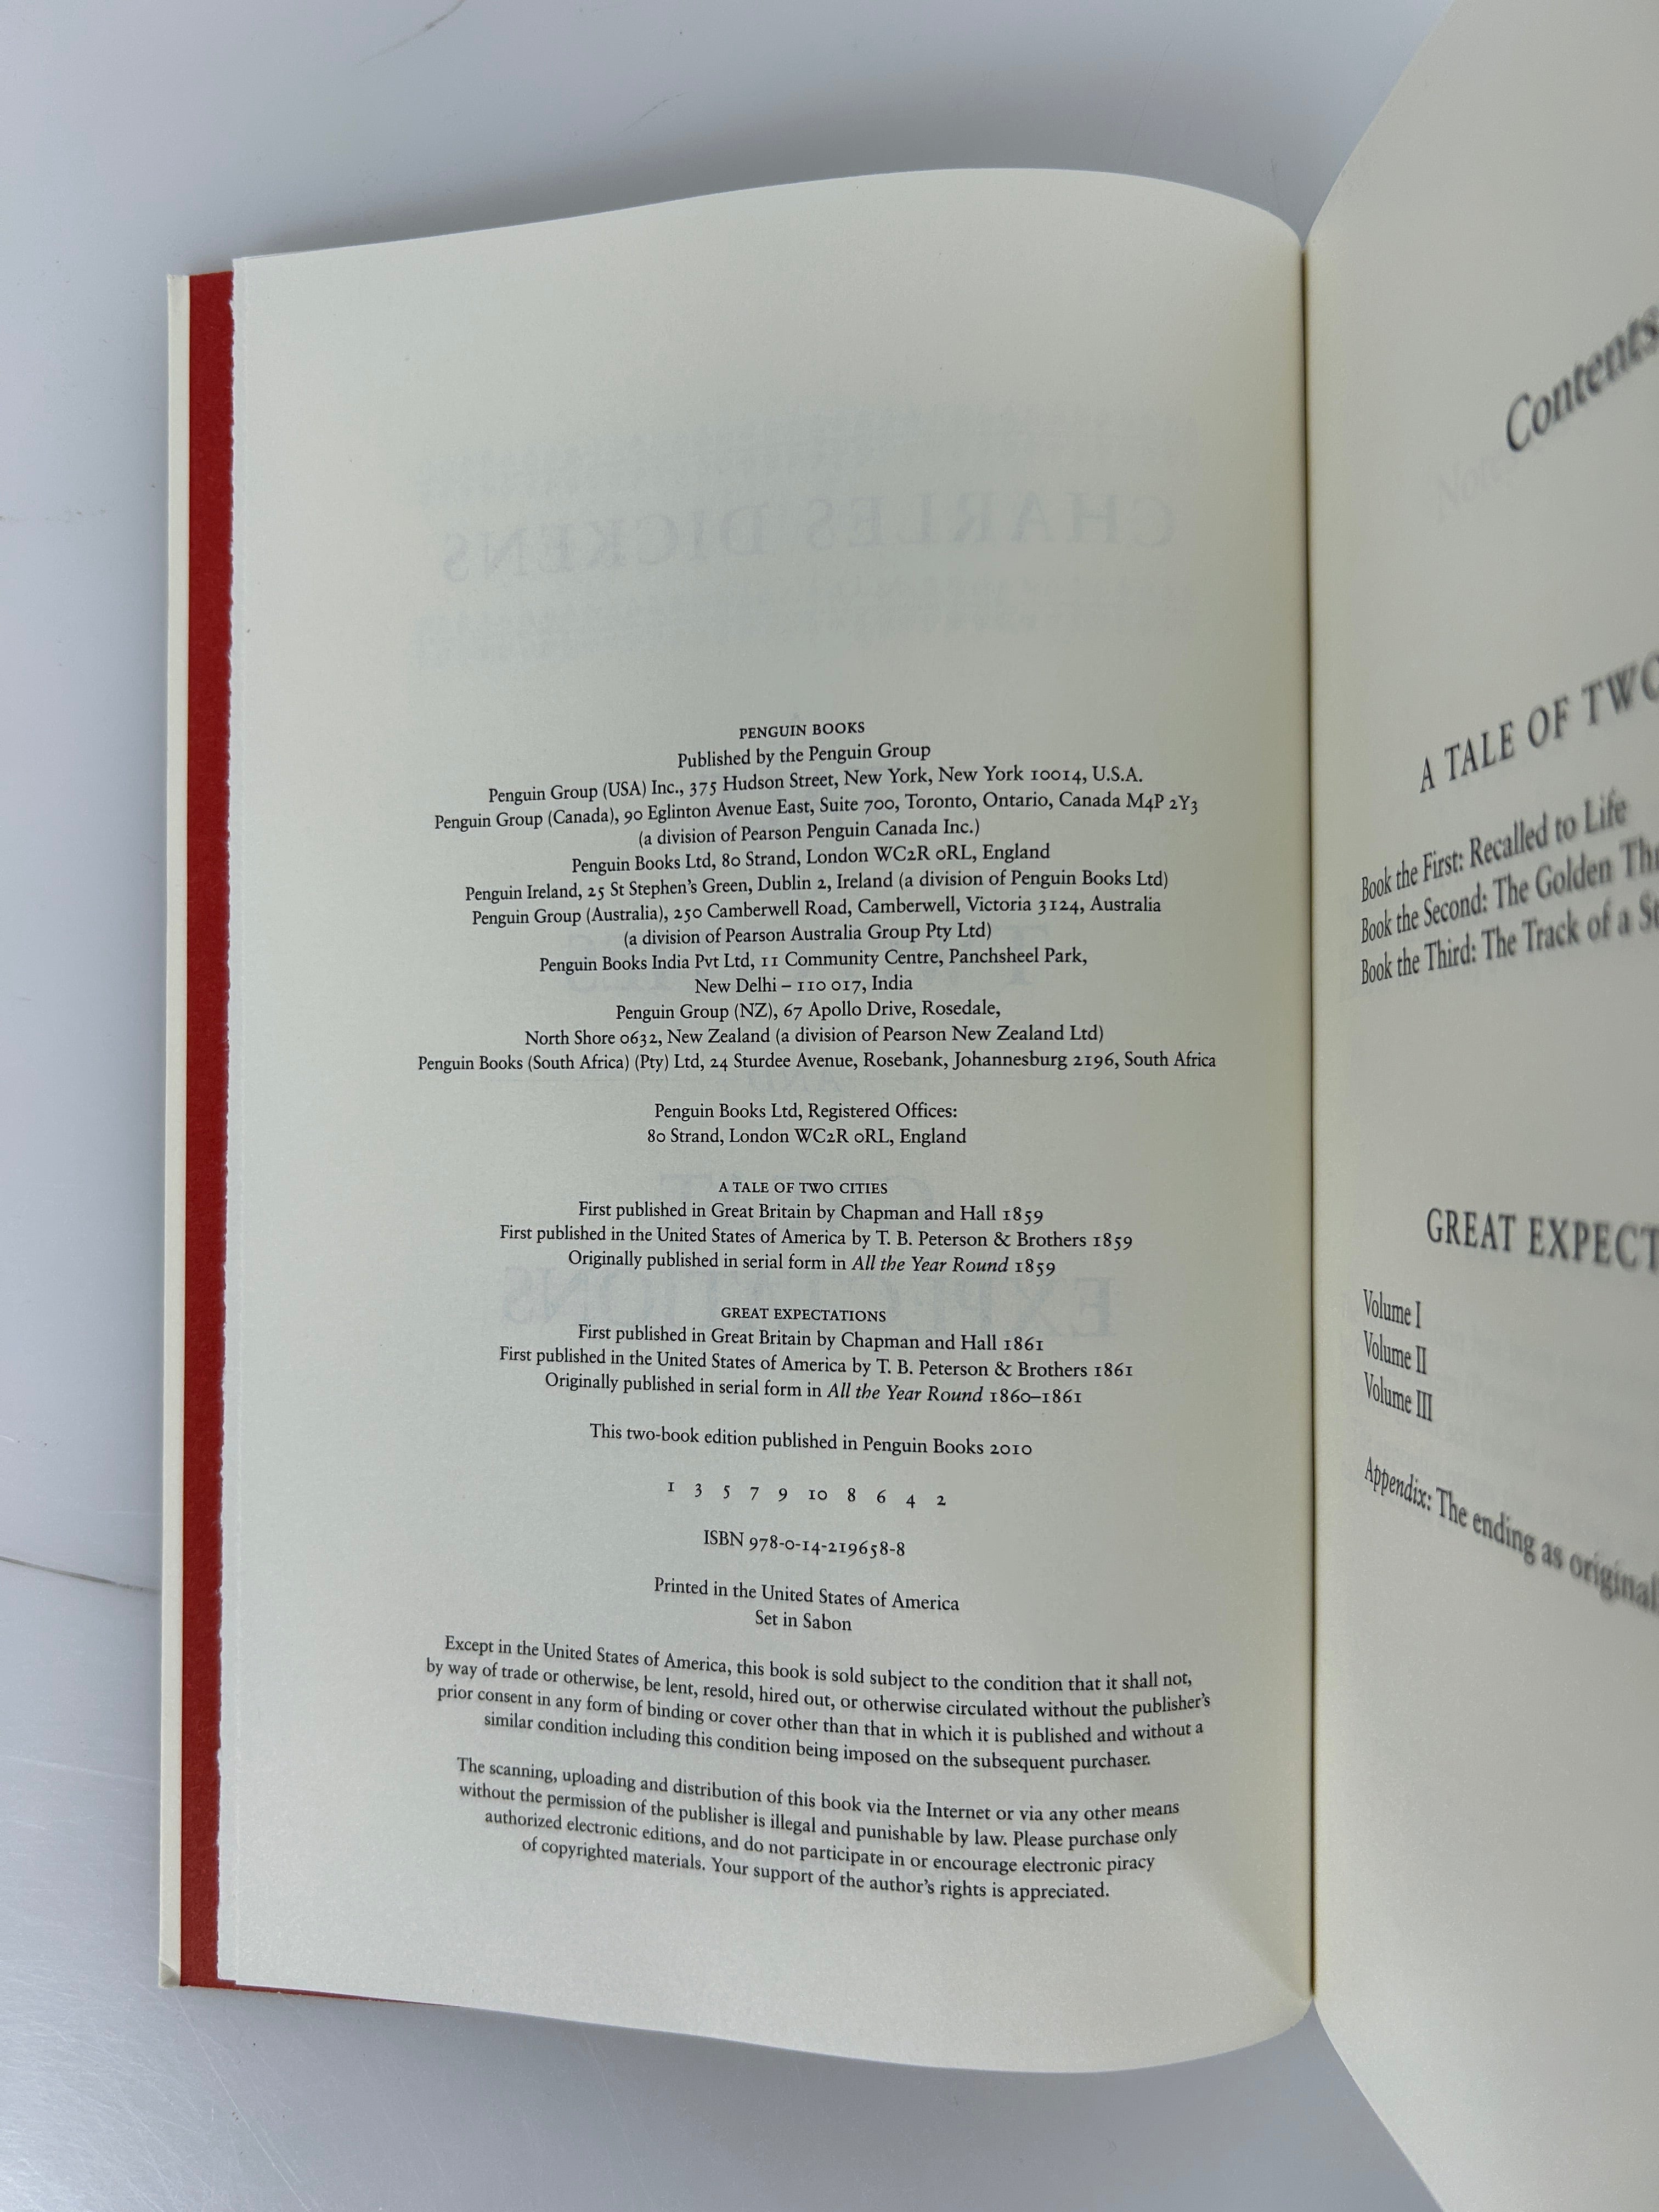 PENGUIN BOOKS
Published by the Penguin Group
Penguin Group (USA) Inc., 375 Hudson Street, New York, New York 10014, U.S.A.
Penguin Group (Canada), 90 Eglinton Avenue East, Suite 700, Toronto, Ontario, Canada M4P 2Y3
(a division of Pearson Penguin Canada Inc.)
Penguin Books Ltd, 80 Strand, London WC2R 0RL, England
Penguin Ireland, 25 St Stephen's Green, Dublin 2, Ireland (a division of Penguin Books Ltd)
Penguin Group (Australia), 250 Camberwell Road, Camberwell, Victoria 3124, Australia
(a division of Pearson Australia Group Pty Ltd)
Penguin Books India Pvt Ltd, 11 Community Centre, Panchsheel Park,
New Delhi – 110 017, India
Penguin Group (NZ), 67 Apollo Drive, Rosedale,
North Shore 0632, New Zealand (a division of Pearson New Zealand Ltd)
Penguin Books (South Africa) (Pty) Ltd, 24 Sturdee Avenue, Rosebank, Johannesburg 2196, South Africa
Penguin Books Ltd, Registered Offices:
80 Strand, London WC2R 0RL, England
A TALE OF TWO CITIES
First published in Great Britain by Chapman and Hall 1859
First published in the United States of America by T. B. Peterson & Brothers 1859
Originally published in serial form in All the Year Round 1859
GREAT EXPECTATIONS
First published in Great Britain by Chapman and Hall 1861
First published in the United States of America by T. B. Peterson & Brothers 1861
Originally published in serial form in All the Year Round 1860–1861
This two-book edition published in Penguin Books 2010
1 3 5 7 9 10 8 6 4 2
ISBN 978-0-14-219658-8
Printed in the United States of America
Set in Sabon
Except in the United States of America, this book is sold subject to the condition that it shall not,
by way of trade or otherwise, be lent, resold, hired out, or otherwise circulated without the publisher's
prior consent in any form of binding or cover other than that in which it is published and without a
similar condition including this condition being imposed on the subsequent purchaser.
The scanning, uploading and distribution of this book via the Internet or via any other means
without the permission of the publisher is illegal and punishable by law. Please purchase only
authorized electronic editions, and do not participate in or encourage electronic piracy
of copyrighted materials. Your support of the author's rights is appreciated.
Contents
A TALE OF TWO
Book the First: Recalled to Life
Book the Second: The Golden
Book the Third: The Track of a
GREAT
Volume I
Volume II
Volume III
Appendix: The ending as